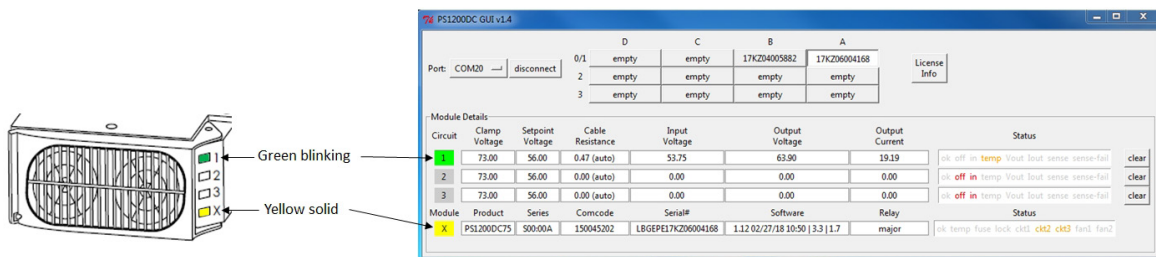 PS1200DC GUI v1.4
D C B A
Port: COM20 disconnect 0/1 empty empty 17KZ04005882 17KZ06004168 License Info
2 empty empty empty empty
3 empty empty empty empty
Module Details
Circuit Clamp Voltage Setpoint Voltage Cable Resistance Input Voltage Output Voltage Output Current Status
1 73.00 56.00 0.47 (auto) 53.75 63.90 19.19 ok off in temp Vout Iout sense sense-fail clear
2 73.00 56.00 0.00 (auto) 0.00 0.00 0.00 ok off in temp Vout Iout sense sense-fail clear
3 73.00 56.00 0.00 (auto) 0.00 0.00 0.00 ok off in temp Vout Iout sense sense-fail clear
Module Product Series Comcode Serial# Software Relay Status
X PS1200DC75 S00:00A 150045202 LBGEPE17KZ06004168 1.12 02/27/18 10:50 | 3.3 | 1.7 major ok temp fuse lock ckt1 ckt2 ckt3 fan1 fan2
Green blinking
Yellow solid
1
2
3
X